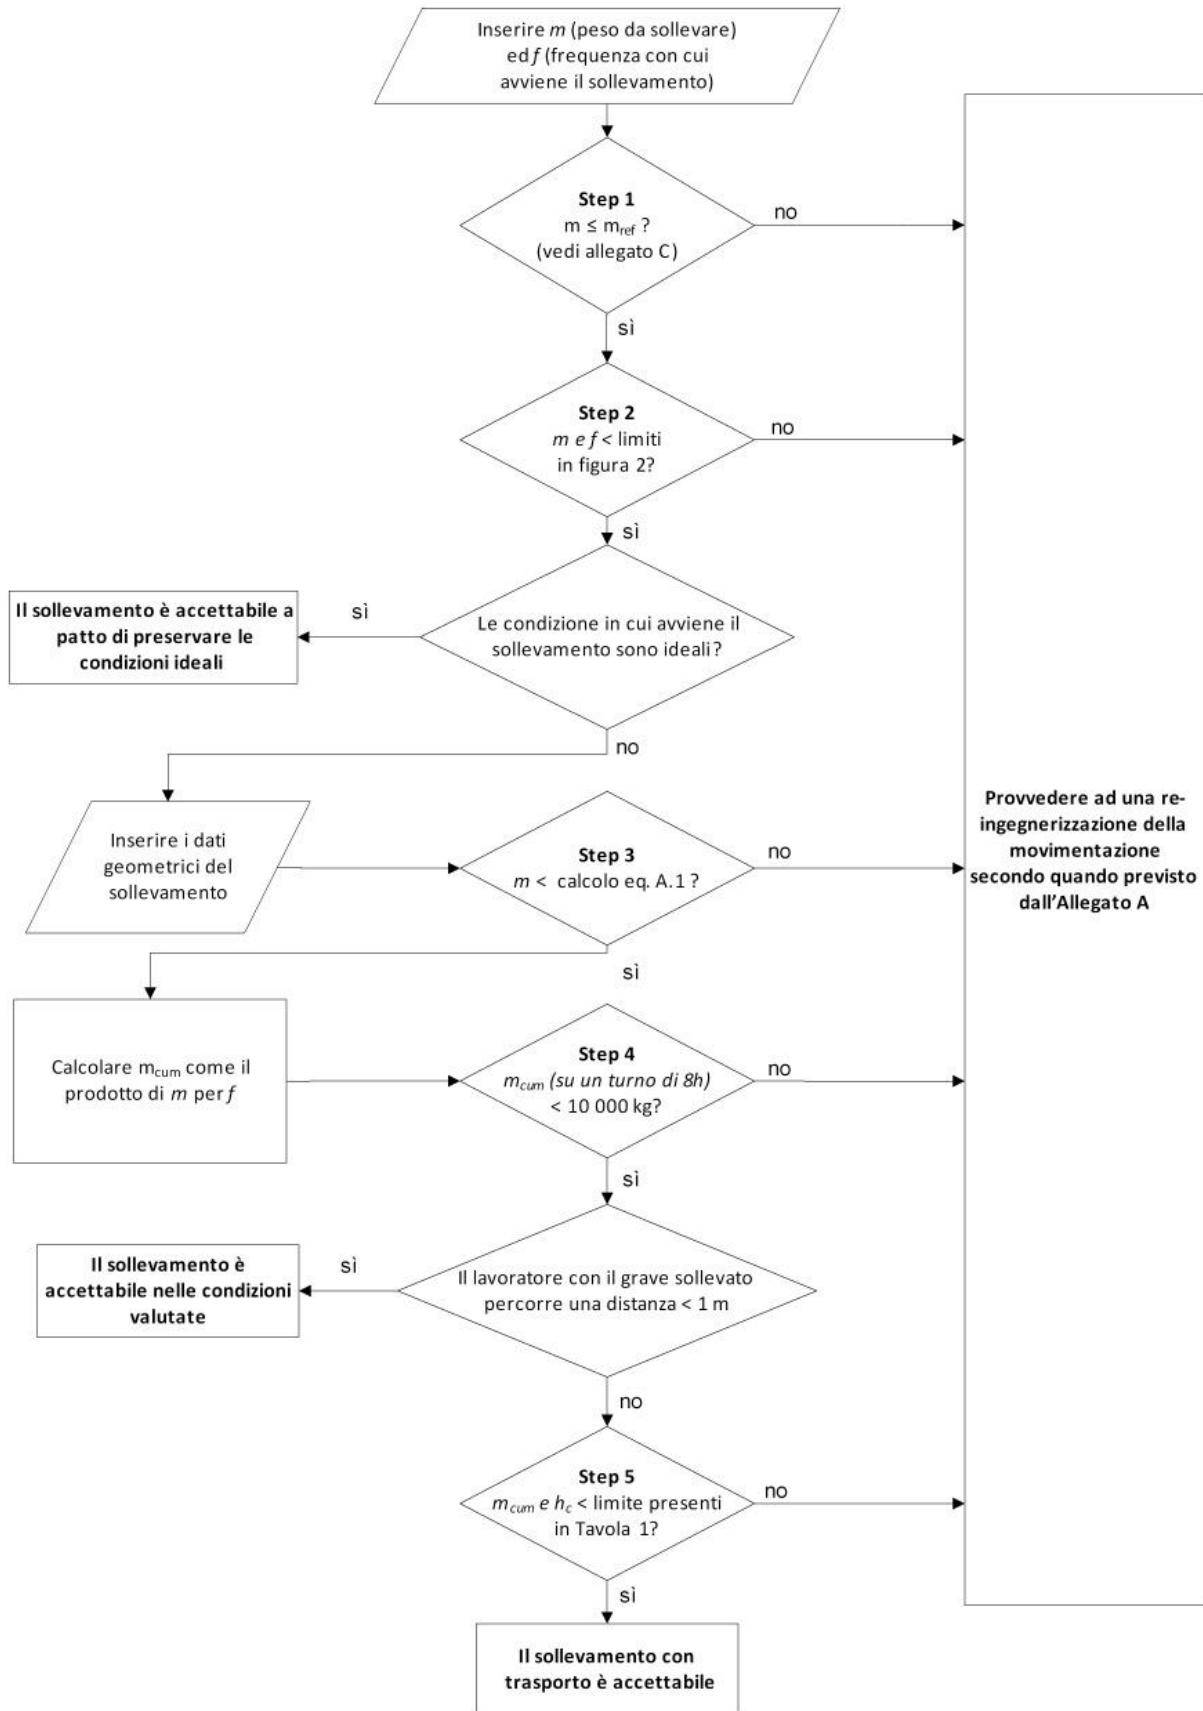 Inserire m (peso da sollevare)
ed f (frequenza con cui
avviene il sollevamento)
Step 1
m ≤ mref ?
(vedi allegato C)
no
sì
Step 2
m e f < limiti
in figura 2?
no
sì
Le condizione in cui avviene il
sollevamento sono ideali?
sì
Il sollevamento è accettabile a
patto di preservare le
condizioni ideali
no
Inserire i dati
geometrici del
sollevamento
Step 3
m < calcolo eq. A.1 ?
no
Provvedere ad una re-
ingegnerizzazione della
movimentazione
secondo quando previsto
dall'Allegato A
sì
Calcolare mcum come il
prodotto di m per f
Step 4
mcum (su un turno di 8h)
< 10 000 kg?
no
sì
Il lavoratore con il grave sollevato
percorre una distanza < 1 m
sì
Il sollevamento è
accettabile nelle condizioni
valutate
no
Step 5
mcum e hc < limite presenti
in Tavola 1?
no
sì
Il sollevamento con
trasporto è accettabile